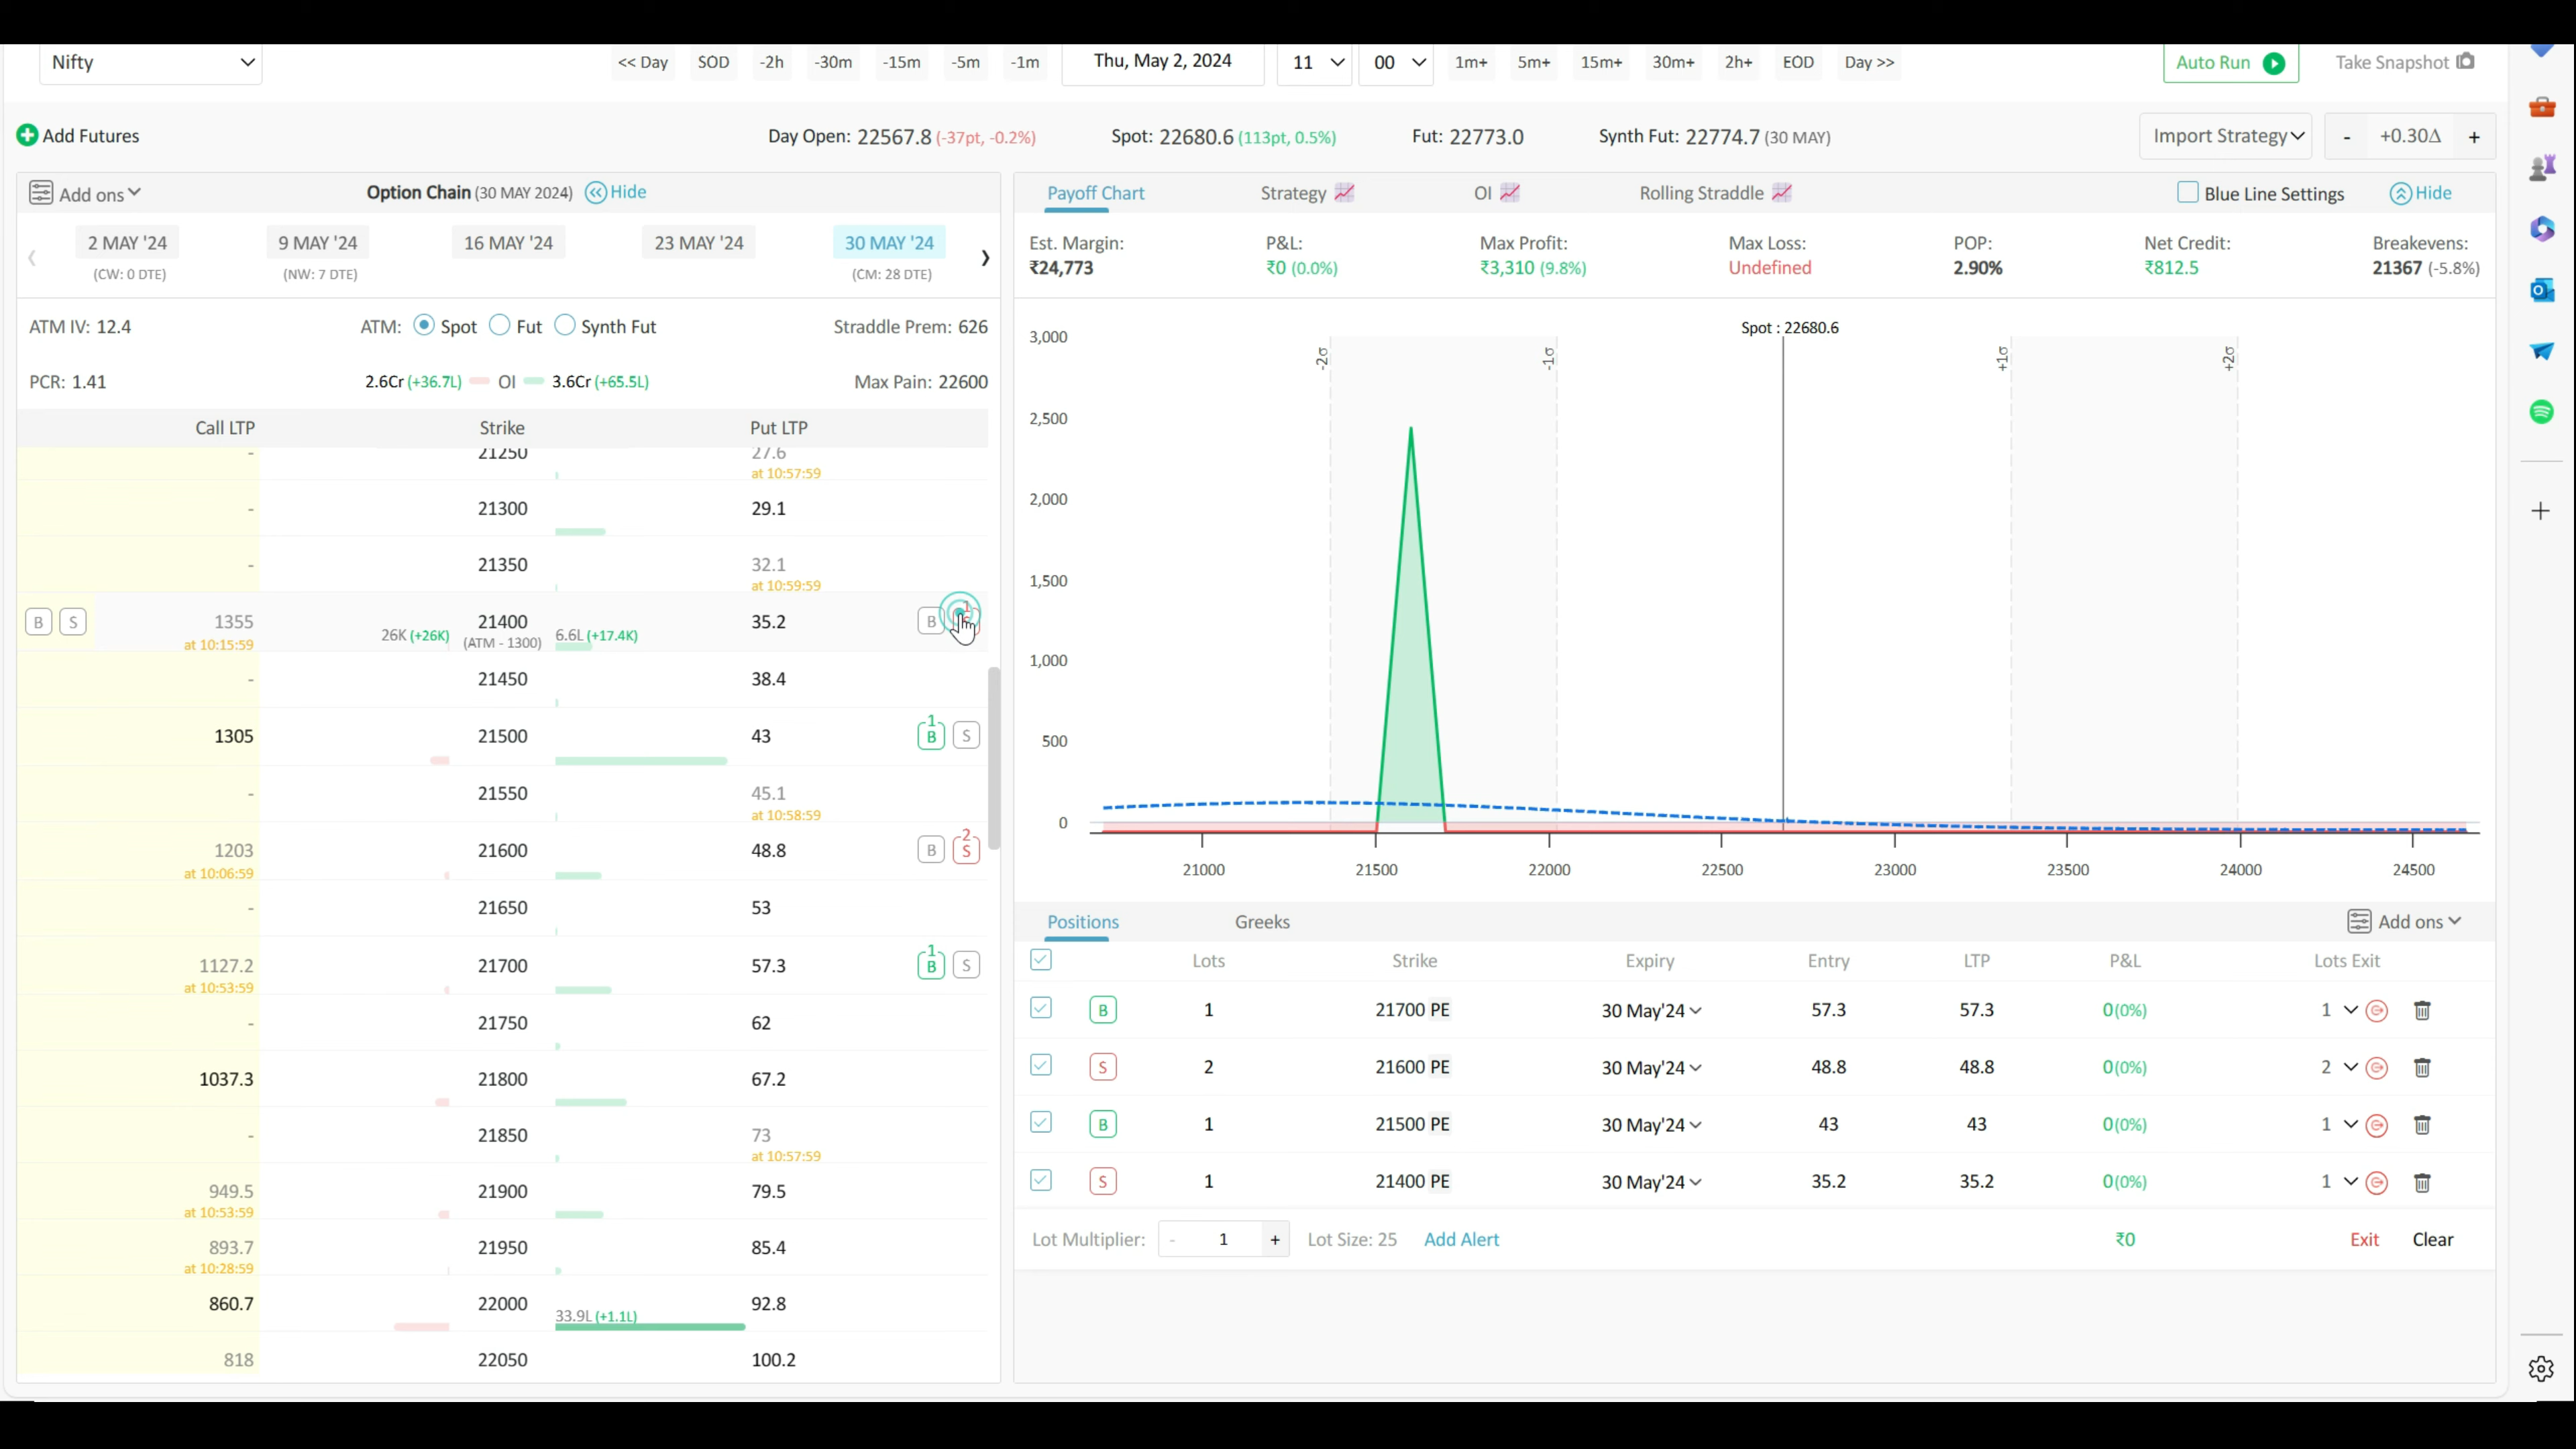 Nifty
<< Day SOD -2h -30m -15m -5m -1m Thu, May 2, 2024 11 00 1m+ 5m+ 15m+ 30m+ 2h+ EOD Day >>
Auto Run Take Snapshot
Add Futures
Day Open: 22567.8 (-37pt, -0.2%) Spot: 22680.6 (113pt, 0.5%) Fut: 22773.0 Synth Fut: 22774.7 (30 MAY)
Import Strategy - +0.30Δ +
Add ons Option Chain (30 MAY 2024) Hide
2 MAY '24 9 MAY '24 16 MAY '24 23 MAY '24 30 MAY '24
(CW: 0 DTE) (NW: 7 DTE) (CM: 28 DTE)
ATM IV: 12.4 ATM: Spot Fut Synth Fut Straddle Prem: 626
PCR: 1.41 2.6Cr (+36.7L) OI 3.6Cr (+65.5L) Max Pain: 22600
Call LTP Strike Put LTP
- 21250 27.6
at 10:57:59
- 21300 29.1
- 21350 32.1
at 10:59:59
B S 1355 21400 35.2 B 1
at 10:15:59 26K (+26K) (ATM - 1300) 6.6L (+17.4K)
- 21450 38.4
1305 21500 43 1 B S
- 21550 45.1
at 10:58:59
1203 21600 48.8 B 2 S
at 10:06:59
- 21650 53
1127.2 21700 57.3 1 B S
at 10:53:59
- 21750 62
1037.3 21800 67.2
- 21850 73
at 10:57:59
949.5 21900 79.5
at 10:53:59
893.7 21950 85.4
at 10:28:59
860.7 22000 92.8
33.9L (+1.1L)
818 22050 100.2
Payoff Chart Strategy OI Rolling Straddle Blue Line Settings Hide
Est. Margin: P&L: Max Profit: Max Loss: POP: Net Credit: Breakevens:
₹24,773 ₹0 (0.0%) ₹3,310 (9.8%) Undefined 2.90% ₹812.5 21367 (-5.8%)
Spot : 22680.6
-2σ -1σ +1σ +2σ
3,000
2,500
2,000
1,500
1,000
500
0
21000 21500 22000 22500 23000 23500 24000 24500
Positions Greeks Add ons
Lots Strike Expiry Entry LTP P&L Lots Exit
B 1 21700 PE 30 May'24 57.3 57.3 0(0%) 1
S 2 21600 PE 30 May'24 48.8 48.8 0(0%) 2
B 1 21500 PE 30 May'24 43 43 0(0%) 1
S 1 21400 PE 30 May'24 35.2 35.2 0(0%) 1
Lot Multiplier: - 1 + Lot Size: 25 Add Alert ₹0 Exit Clear